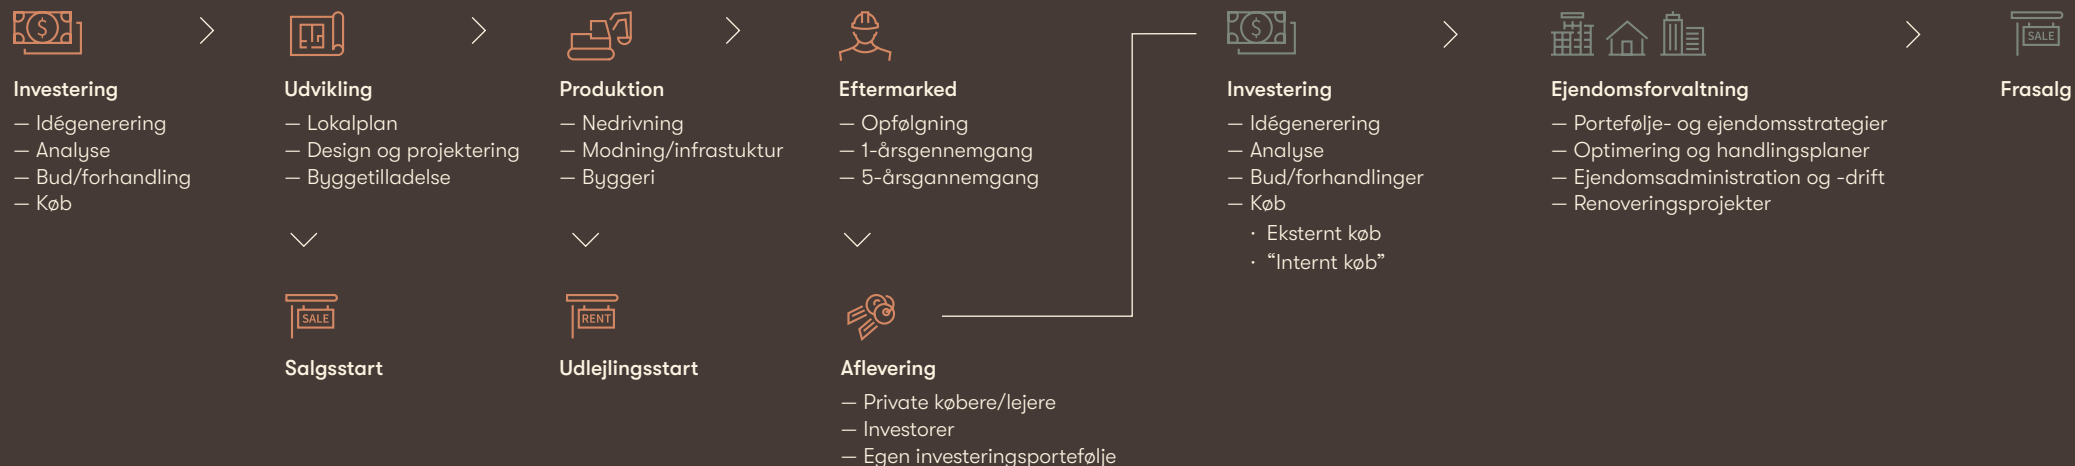 Investering
— Idégenerering
— Analyse
— Bud/forhandling
— Køb
Udvikling
— Lokalplan
— Design og projektering
— Byggetilladelse
SALE
Salgsstart
Produktion
— Nedrivning
— Modning/infrastuktur
— Byggeri
RENT
Udlejlingsstart
Eftermarked
— Opfølgning
— 1-årsgennemgang
— 5-årsgannemgang
Aflevering
— Private købere/lejere
— Investorer
— Egen investeringsportefølje
Investering
— Idégenerering
— Analyse
— Bud/forhandlinger
— Køb
· Eksternt køb
· “Internt køb”
Ejendomsforvaltning
— Portefølje- og ejendomsstrategier
— Optimering og handlingsplaner
— Ejendomsadministration og -drift
— Renoveringsprojekter
SALE
Frasalg